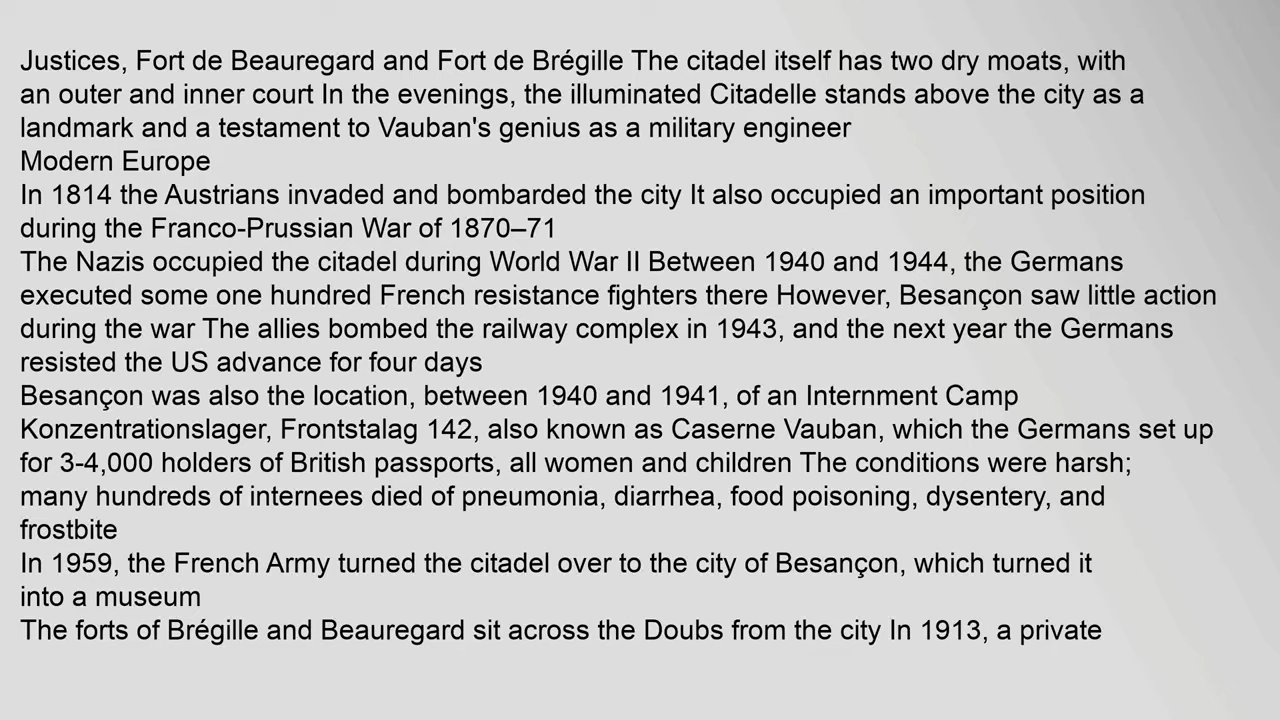 Justices, Fort de Beauregard and Fort de Brégille The citadel itself has two dry moats, with
an outer and inner court In the evenings, the illuminated Citadelle stands above the city as a
landmark and a testament to Vauban's genius as a military engineer
Modern Europe
In 1814 the Austrians invaded and bombarded the city It also occupied an important position
during the Franco-Prussian War of 1870–71
The Nazis occupied the citadel during World War II Between 1940 and 1944, the Germans
executed some one hundred French resistance fighters there However, Besançon saw little action
during the war The allies bombed the railway complex in 1943, and the next year the Germans
resisted the US advance for four days
Besançon was also the location, between 1940 and 1941, of an Internment Camp
Konzentrationslager, Frontstalag 142, also known as Caserne Vauban, which the Germans set up
for 3-4,000 holders of British passports, all women and children The conditions were harsh;
many hundreds of internees died of pneumonia, diarrhea, food poisoning, dysentery, and
frostbite
In 1959, the French Army turned the citadel over to the city of Besançon, which turned it
into a museum
The forts of Brégille and Beauregard sit across the Doubs from the city In 1913, a private